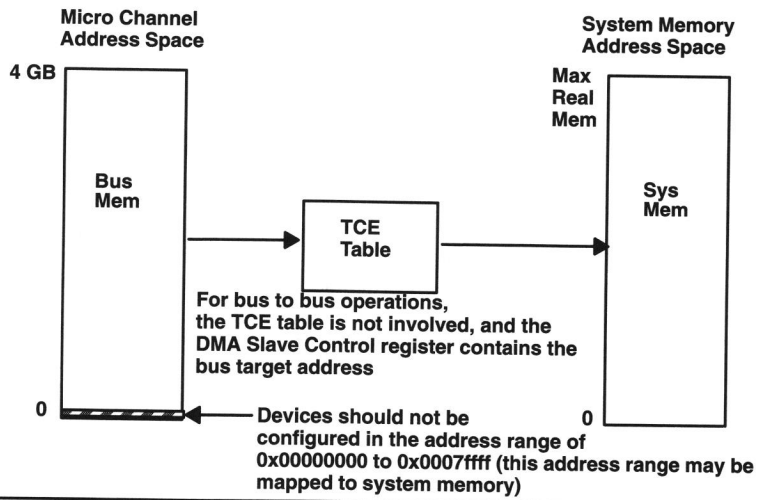 Micro Channel
Address Space
System Memory
Address Space
4 GB
Max
Real
Mem
Bus
Mem
Sys
Mem
TCE
Table
For bus to bus operations,
the TCE table is not involved, and the
DMA Slave Control register contains the
bus target address
0
0
Devices should not be
configured in the address range of
0x00000000 to 0x0007ffff (this address range may be
mapped to system memory)